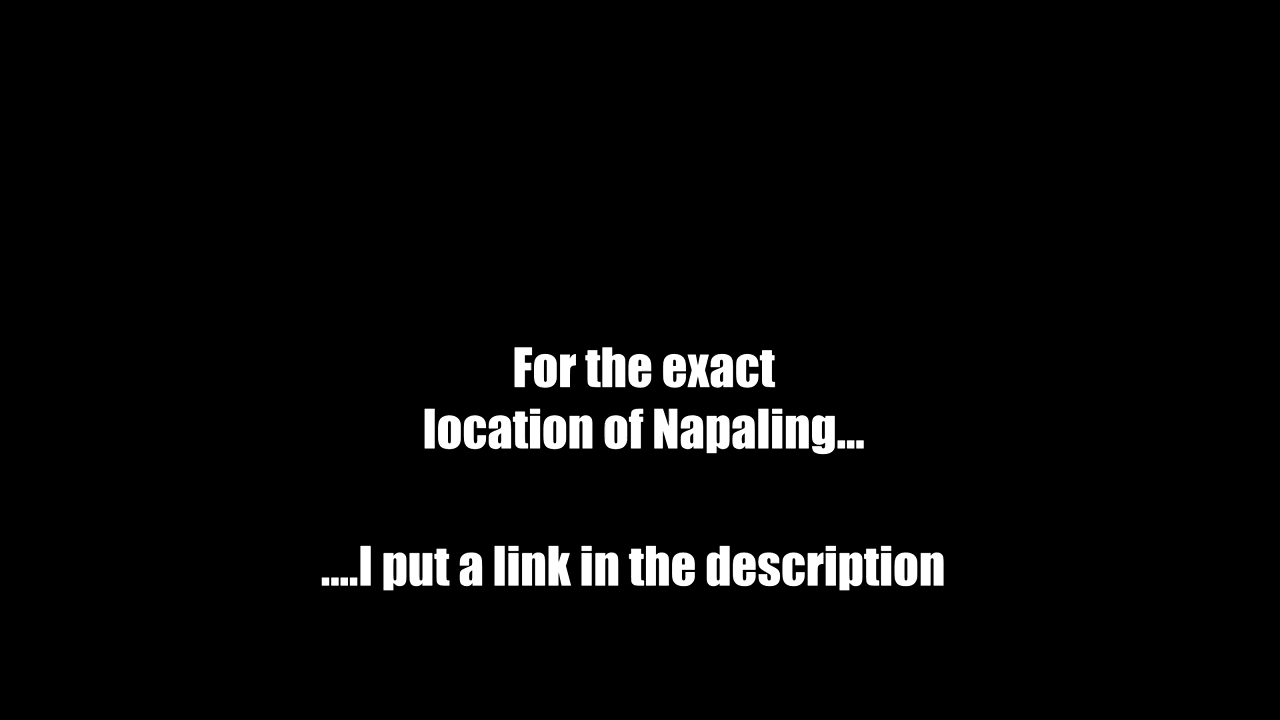 For the exact
location of Napaling...
....I put a link in the description